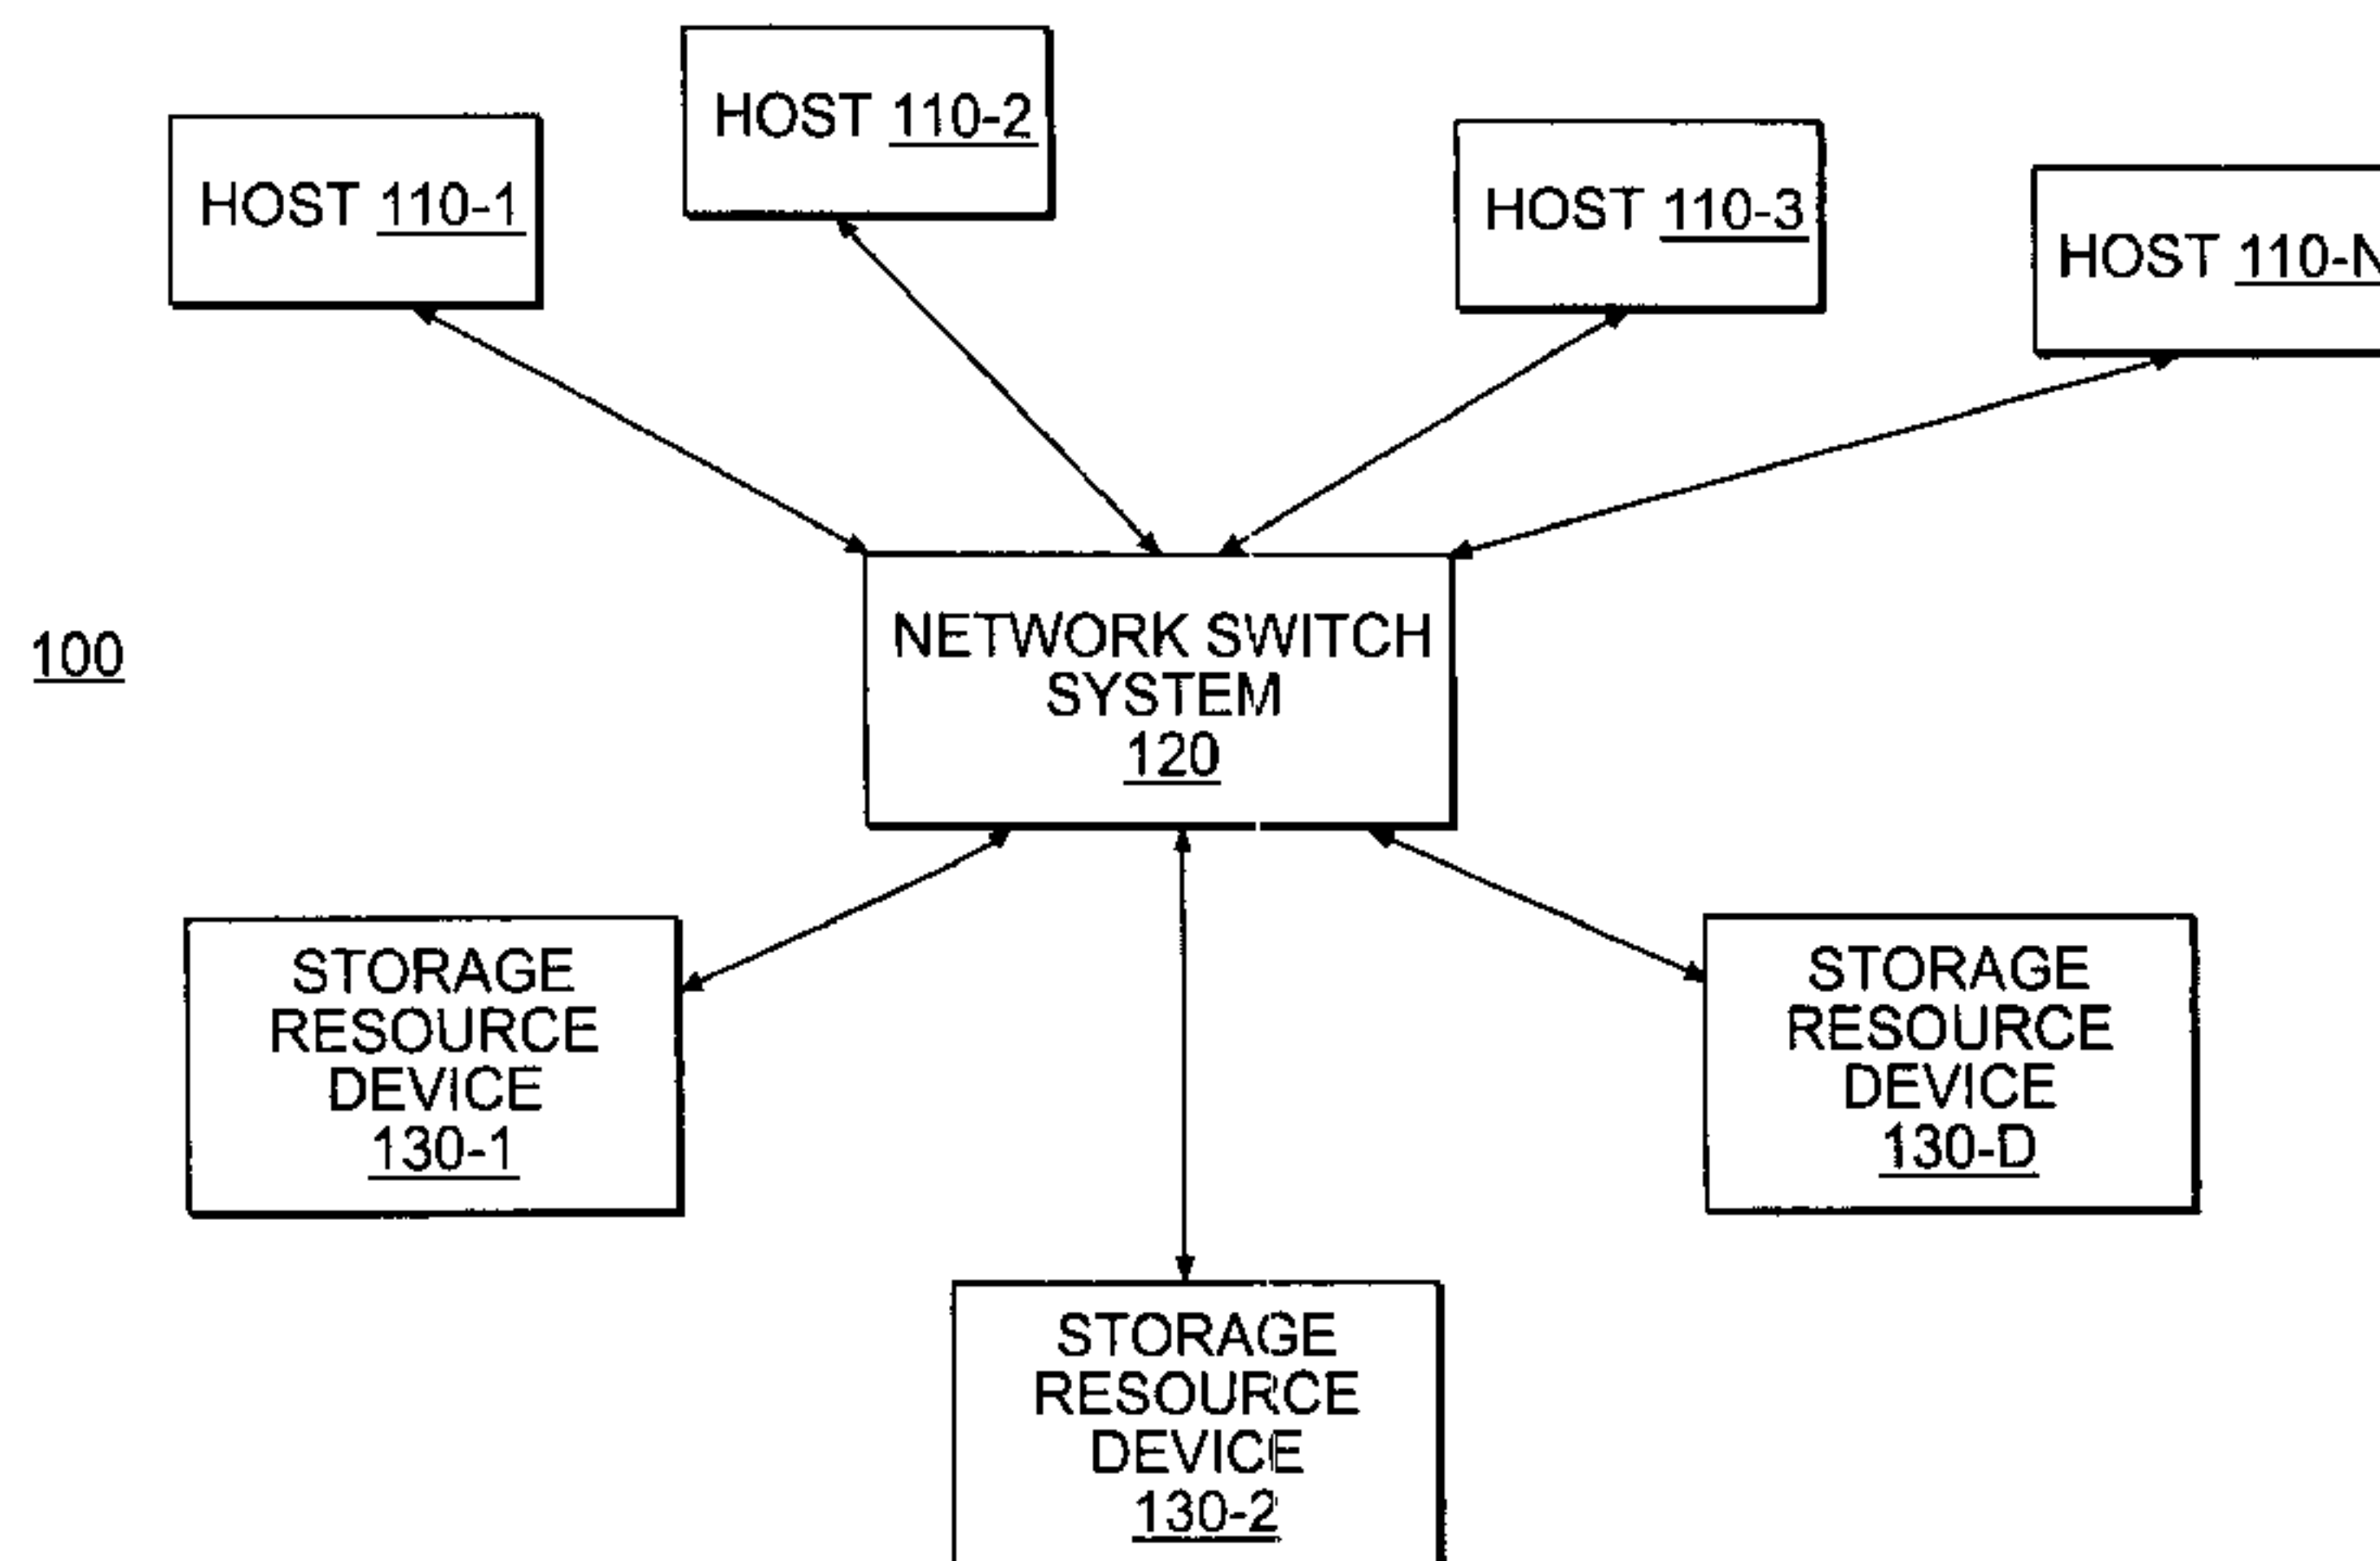 HOST 110-2
HOST 110-1
HOST 110-3
HOST 110-N
NETWORK SWITCH
SYSTEM
120
100
STORAGE
RESOURCE
DEVICE
130-1
STORAGE
RESOURCE
DEVICE
130-D
STORAGE
RESOURCE
DEVICE
130-2